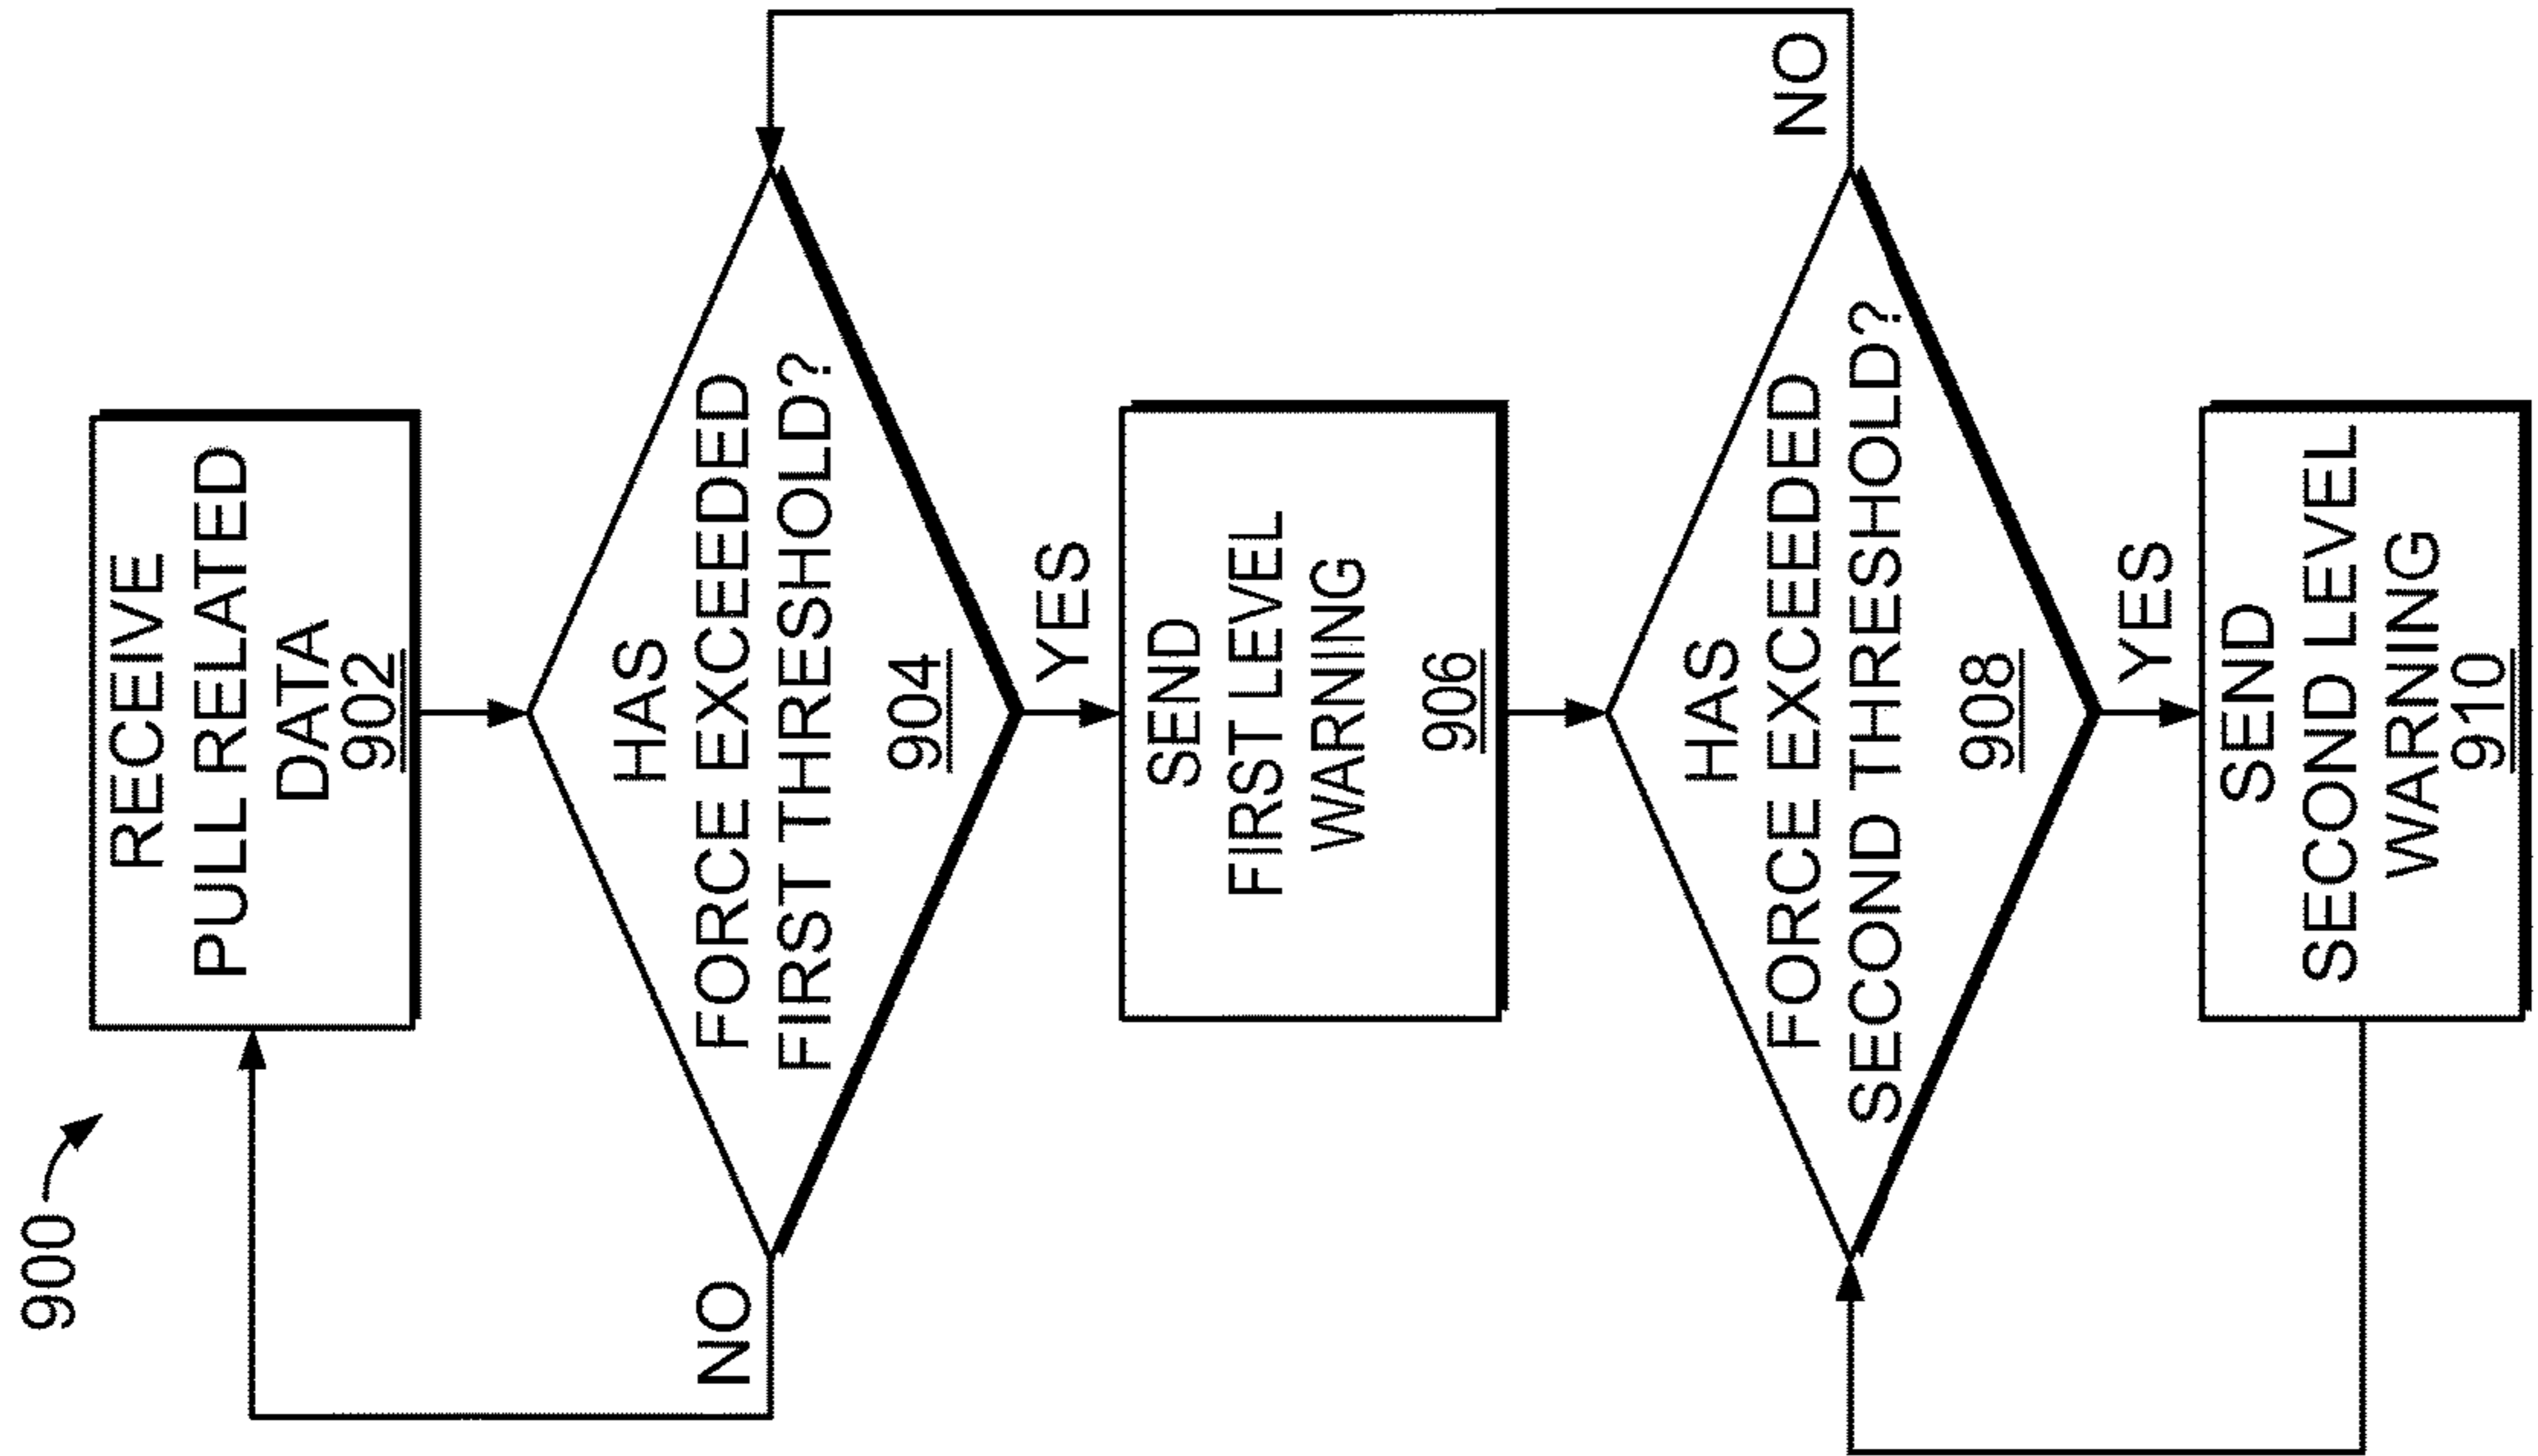 900
RECEIVE
PULL RELATED
DATA
902
HAS
FORCE EXCEEDED
FIRST THRESHOLD?
904
NO
YES
SEND
FIRST LEVEL
WARNING
906
HAS
FORCE EXCEEDED
SECOND THRESHOLD?
908
NO
YES
SEND
SECOND LEVEL
WARNING
910